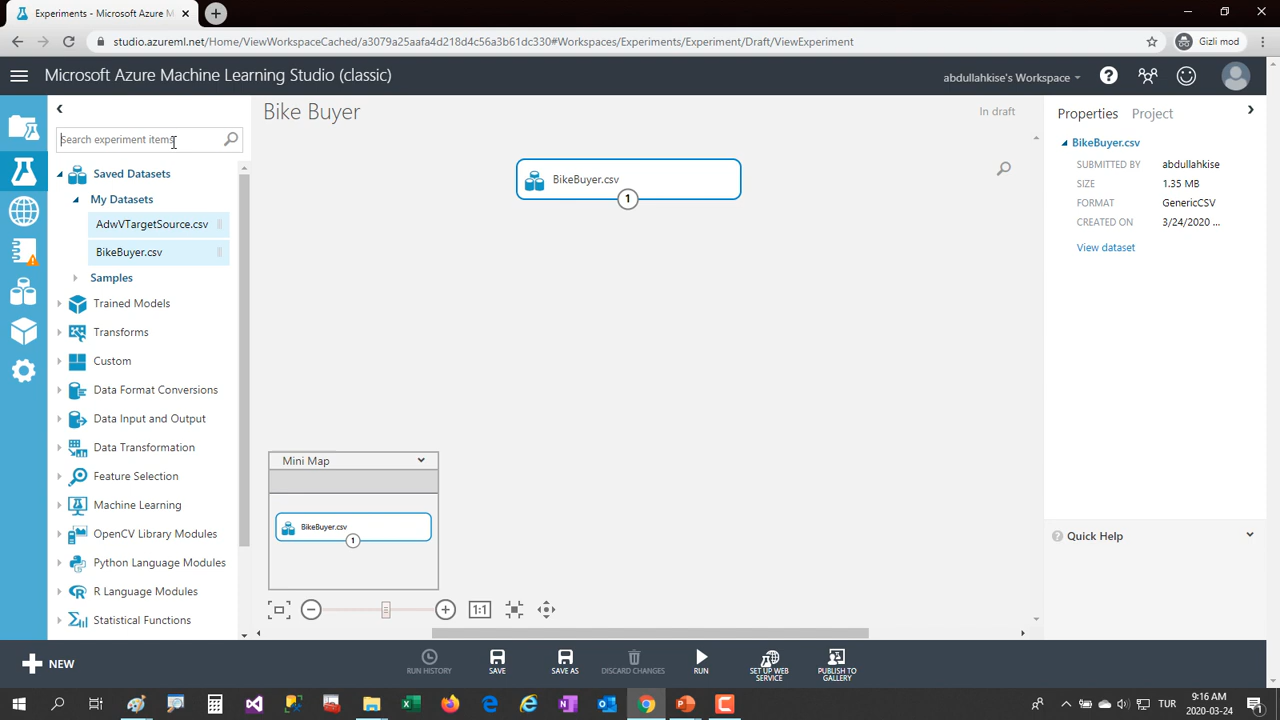 Experiments - Microsoft Azure M
studio.azureml.net/Home/ViewWorkspaceCached/a3079a25aafa4d218d4c56a3b61dc330#Workspaces/Experiments/Experiment/Draft/ViewExperiment
Gizli mod
Microsoft Azure Machine Learning Studio (classic)
abdullahkise's Workspace
Search experiment items
Saved Datasets
My Datasets
AdwVTargetSource.csv
BikeBuyer.csv
Samples
Trained Models
Transforms
Custom
Data Format Conversions
Data Input and Output
Data Transformation
Feature Selection
Machine Learning
OpenCV Library Modules
Python Language Modules
R Language Modules
Statistical Functions
Bike Buyer
In draft
BikeBuyer.csv
1
Mini Map
BikeBuyer.csv
1
1:1
Properties
Project
BikeBuyer.csv
SUBMITTED BY abdullahkise
SIZE 1.35 MB
FORMAT GenericCSV
CREATED ON 3/24/2020 ...
View dataset
Quick Help
NEW
RUN HISTORY
SAVE
SAVE AS
DISCARD CHANGES
RUN
SET UP WEB SERVICE
PUBLISH TO GALLERY
TUR
9:16 AM
2020-03-24